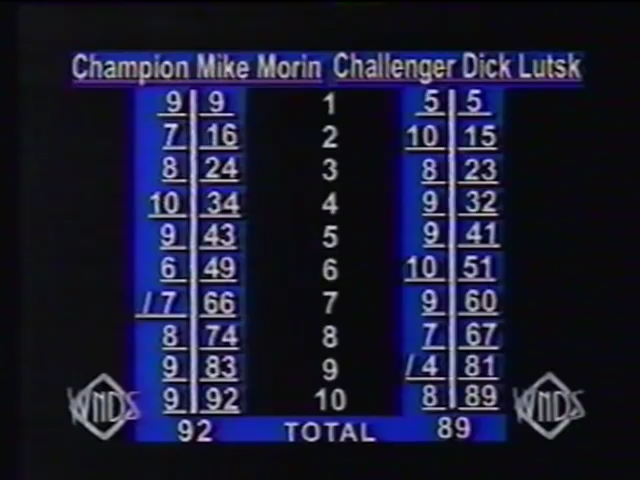 Champion Mike Morin Challenger Dick Lutsk
9 9 1 5 5
7 16 2 10 15
8 24 3 8 23
10 34 4 9 32
9 43 5 9 41
6 49 6 10 51
/7 66 7 9 60
8 74 8 7 67
9 83 9 /4 81
9 92 10 8 89
WNDS WNDS
92 TOTAL 89